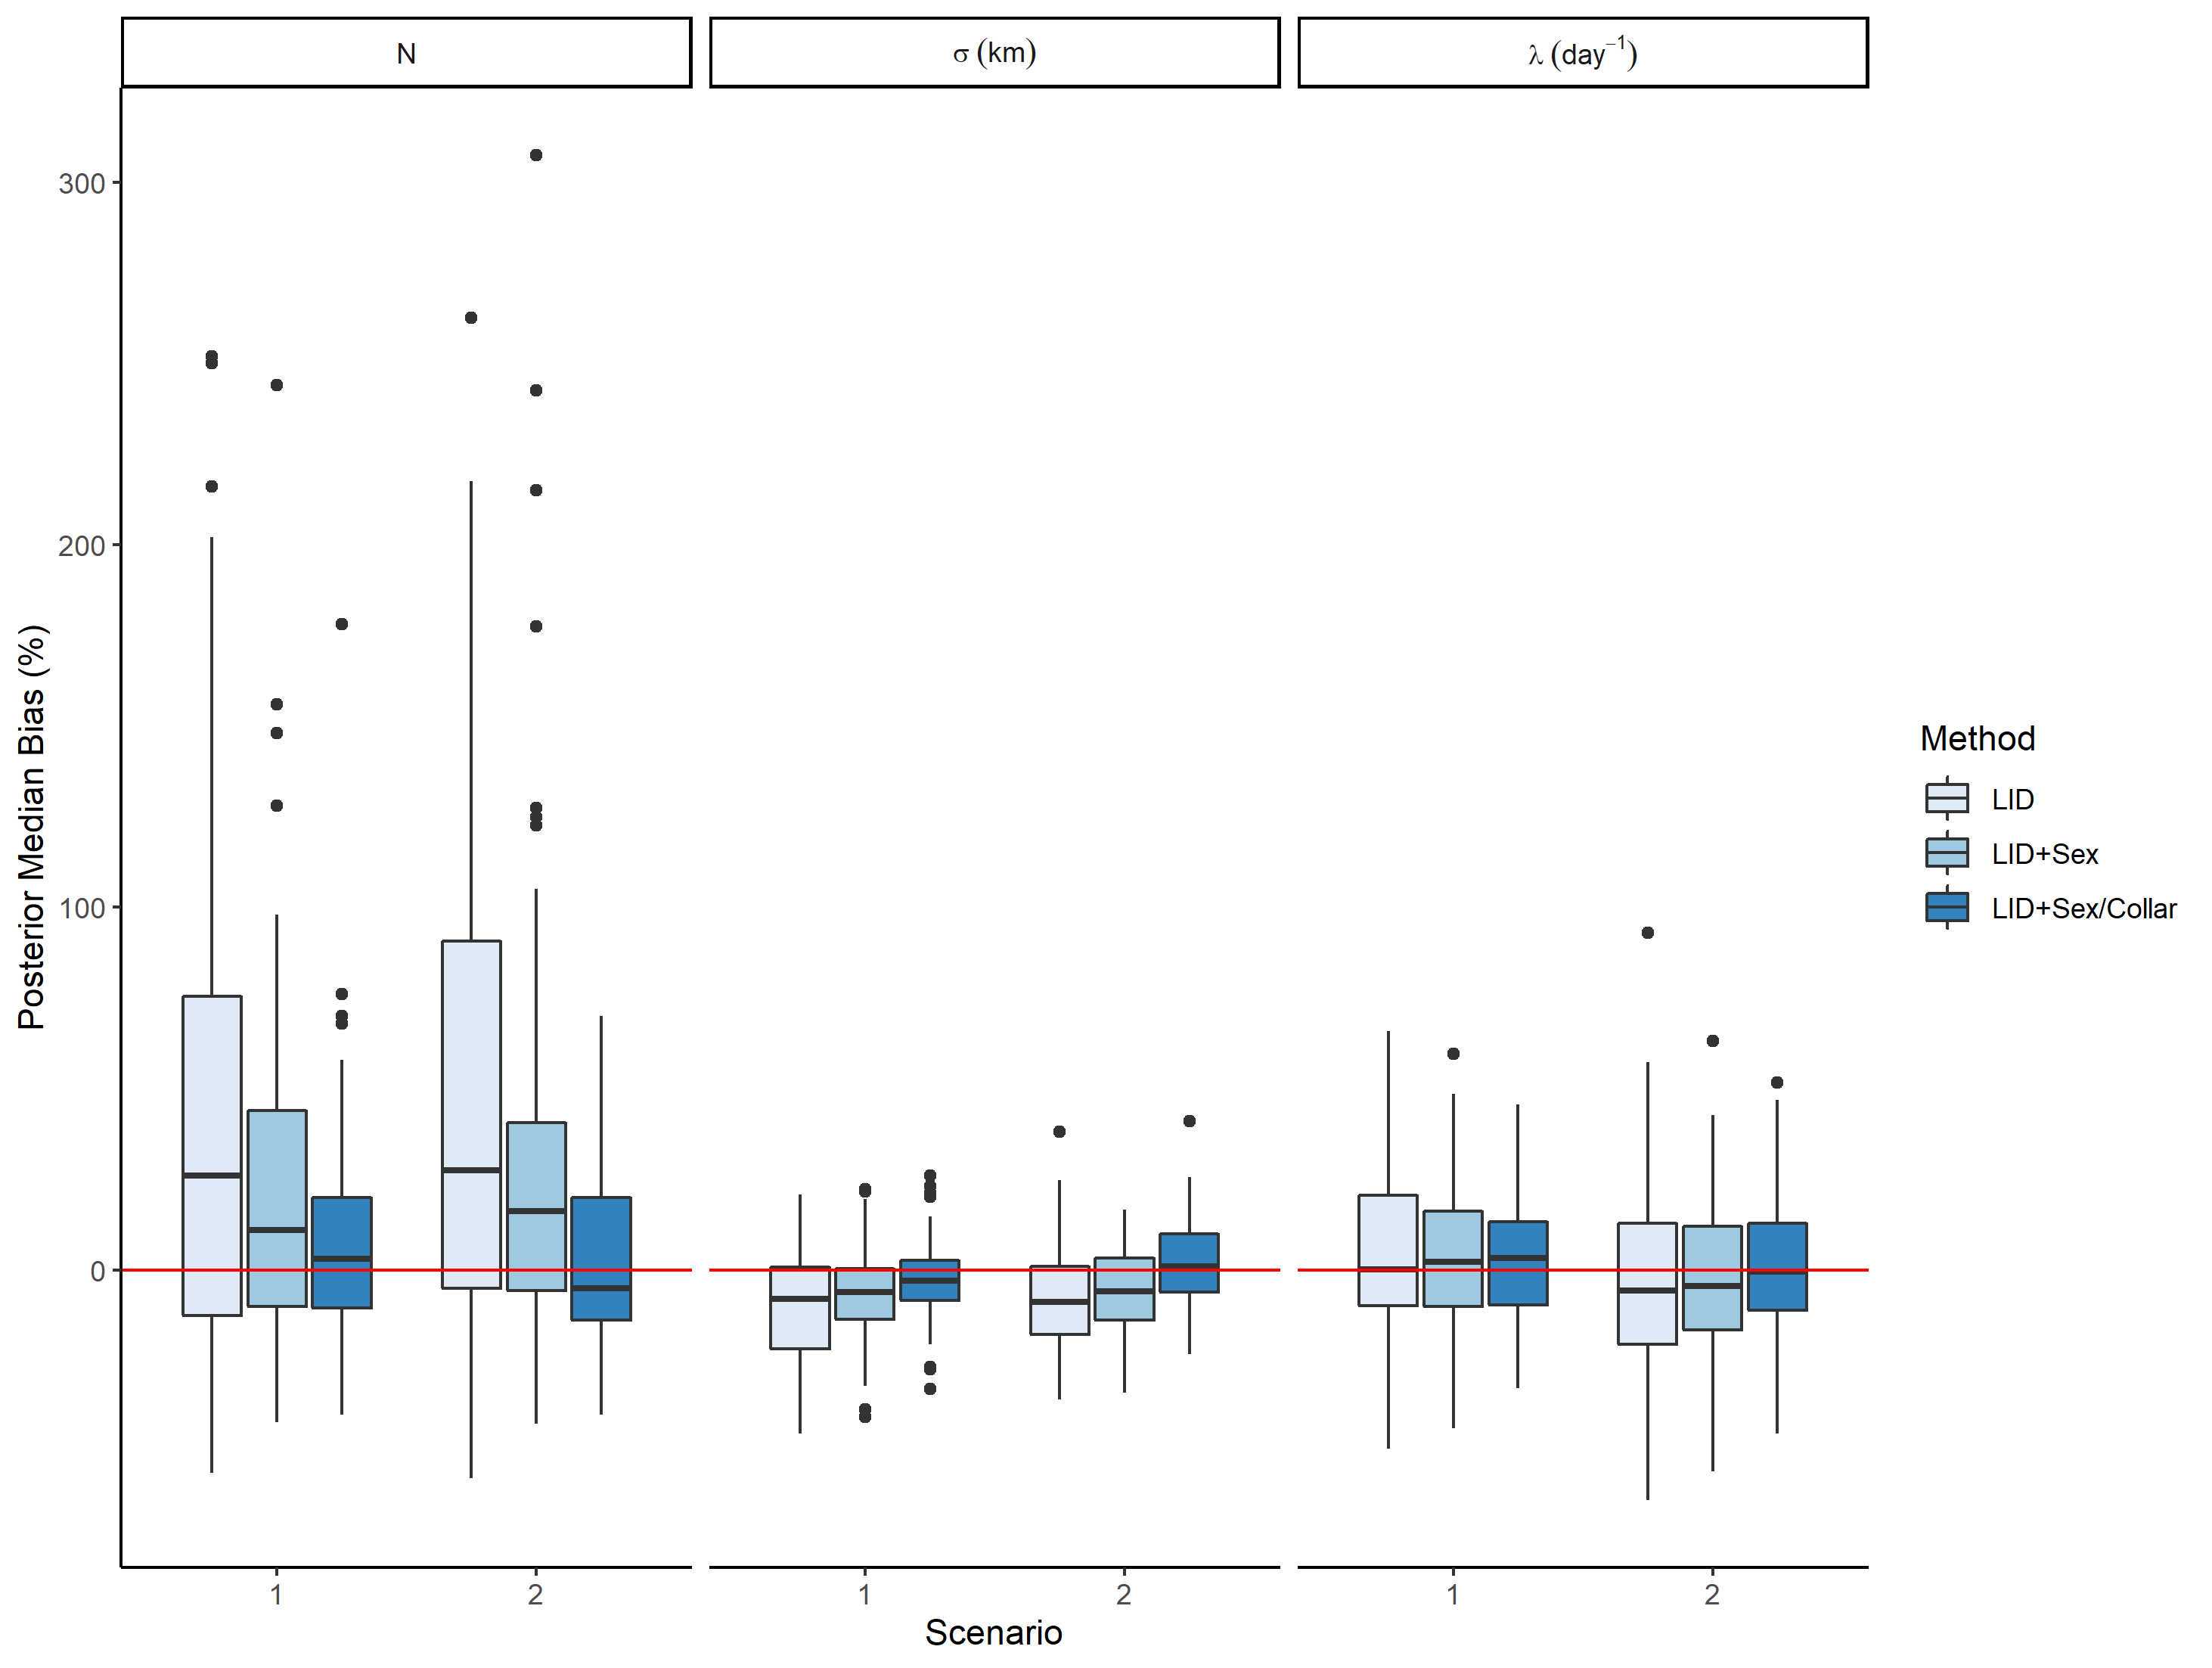 N
σ (km)
λ (day⁻¹)
Posterior Median Bias (%)
300
200
100
0
1
2
1
2
1
2
Scenario
Method
LID
LID+Sex
LID+Sex/Collar